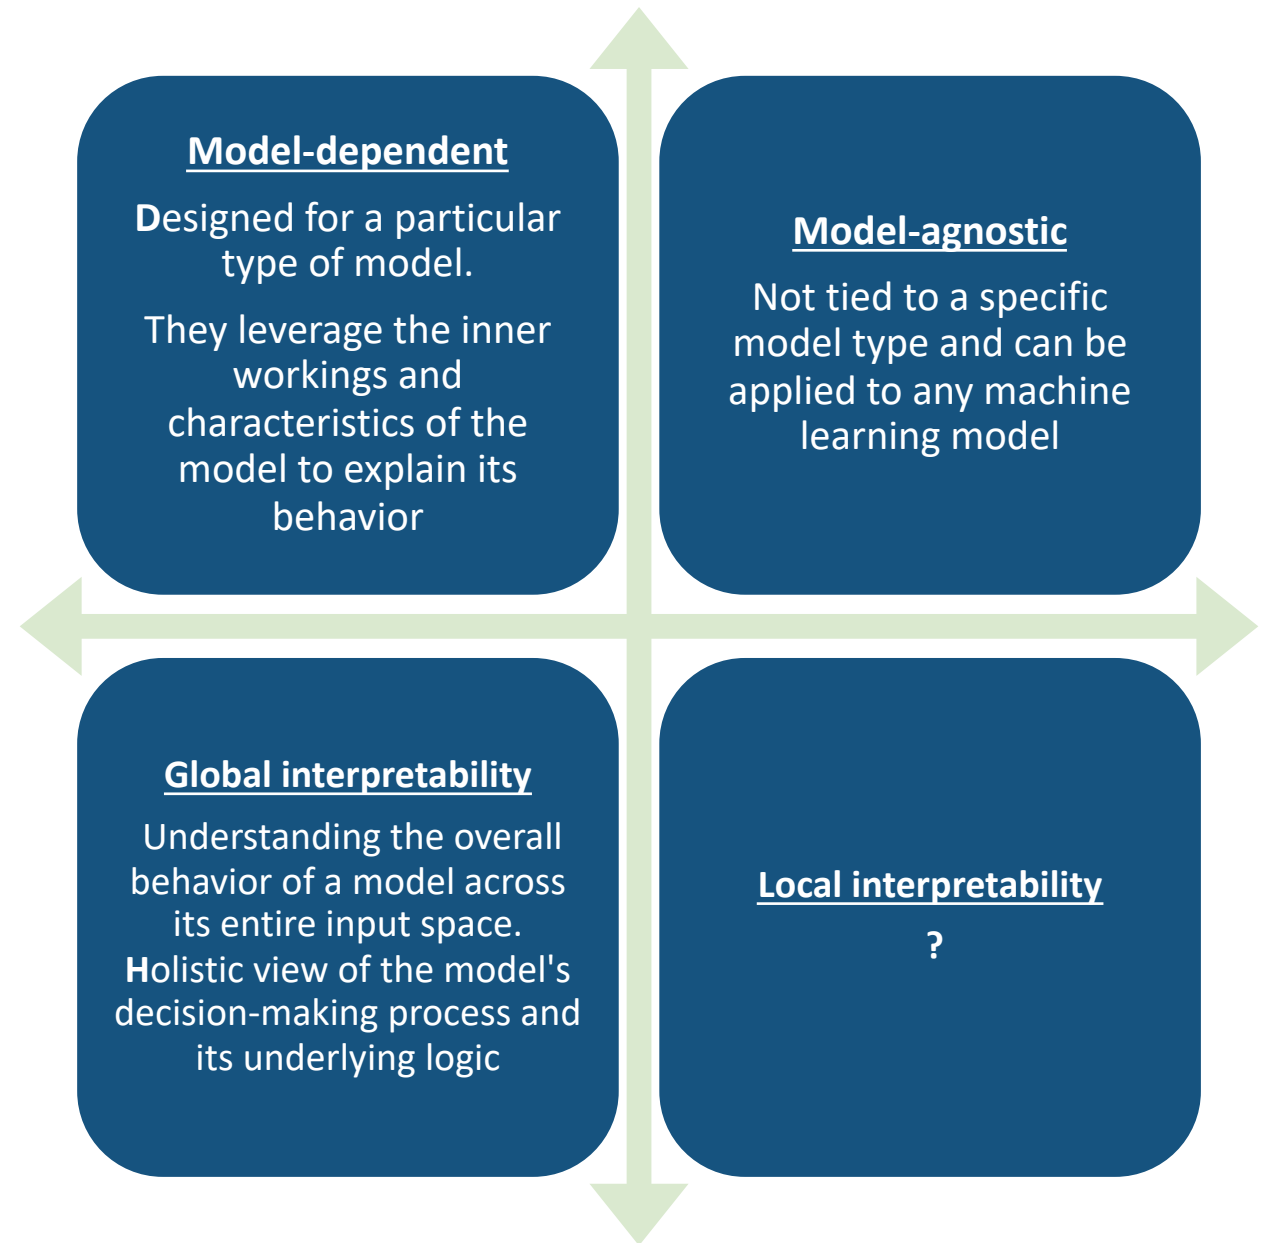 Model-dependent
Designed for a particular
type of model.
They leverage the inner
workings and
characteristics of the
model to explain its
behavior
Model-agnostic
Not tied to a specific
model type and can be
applied to any machine
learning model
Global interpretability
Understanding the overall
behavior of a model across
its entire input space.
Holistic view of the model's
decision-making process and
its underlying logic
Local interpretability
?